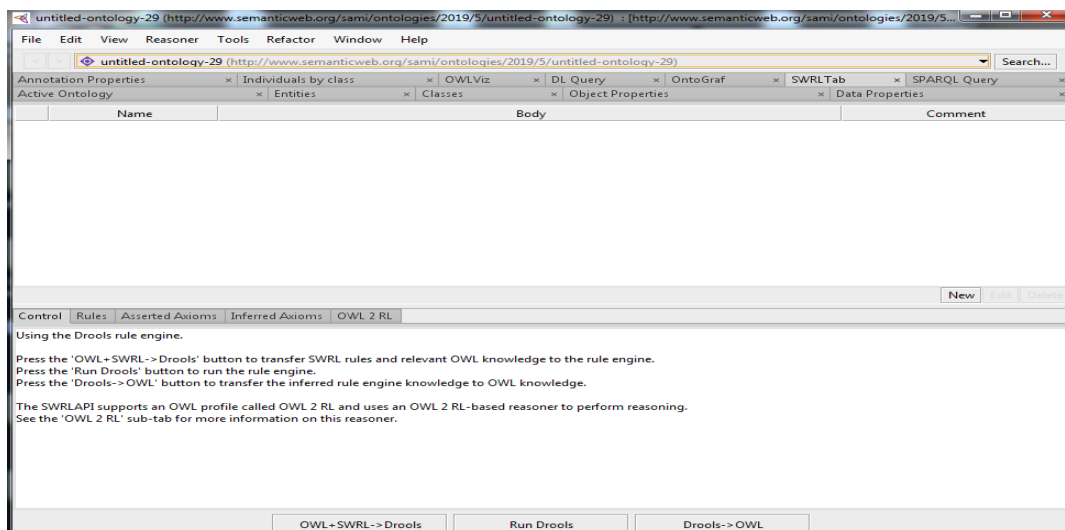 untitled-ontology-29 (http://www.semanticweb.org/sami/ontologies/2019/5/untitled-ontology-29) : [http://www.semanticweb.org/sami/ontologies/2019/5...
File Edit View Reasoner Tools Refactor Window Help
< > untitled-ontology-29 (http://www.semanticweb.org/sami/ontologies/2019/5/untitled-ontology-29) Search...
Annotation Properties × Individuals by class × OWLViz × DL Query × OntoGraf × SWRLTab × SPARQL Query ×
Active Ontology × Entities × Classes × Object Properties × Data Properties ×
Name Body Comment
New Edit Delete
Control Rules Asserted Axioms Inferred Axioms OWL 2 RL
Using the Drools rule engine.
Press the 'OWL+SWRL->Drools' button to transfer SWRL rules and relevant OWL knowledge to the rule engine.
Press the 'Run Drools' button to run the rule engine.
Press the 'Drools->OWL' button to transfer the inferred rule engine knowledge to OWL knowledge.
The SWRLAPI supports an OWL profile called OWL 2 RL and uses an OWL 2 RL-based reasoner to perform reasoning.
See the 'OWL 2 RL' sub-tab for more information on this reasoner.
OWL+SWRL->Drools Run Drools Drools->OWL